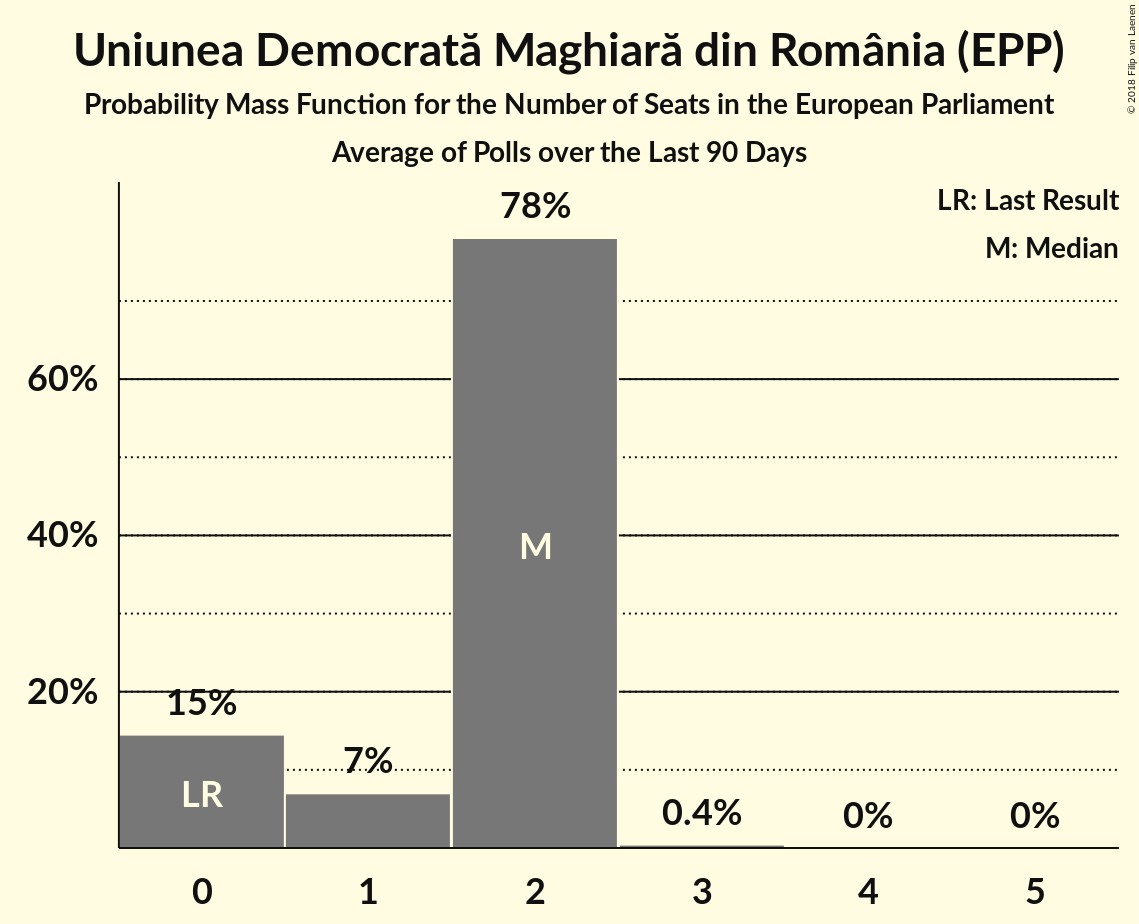 Uniunea Democrată Maghiară din România (EPP)
Probability Mass Function for the Number of Seats in the European Parliament
Average of Polls over the Last 90 Days
© 2018 Filip van Laenen
LR: Last Result
M: Median
78%
60%
40%
20%
M
15%
LR
7%
0.4%
0%
0%
0 1 2 3 4 5